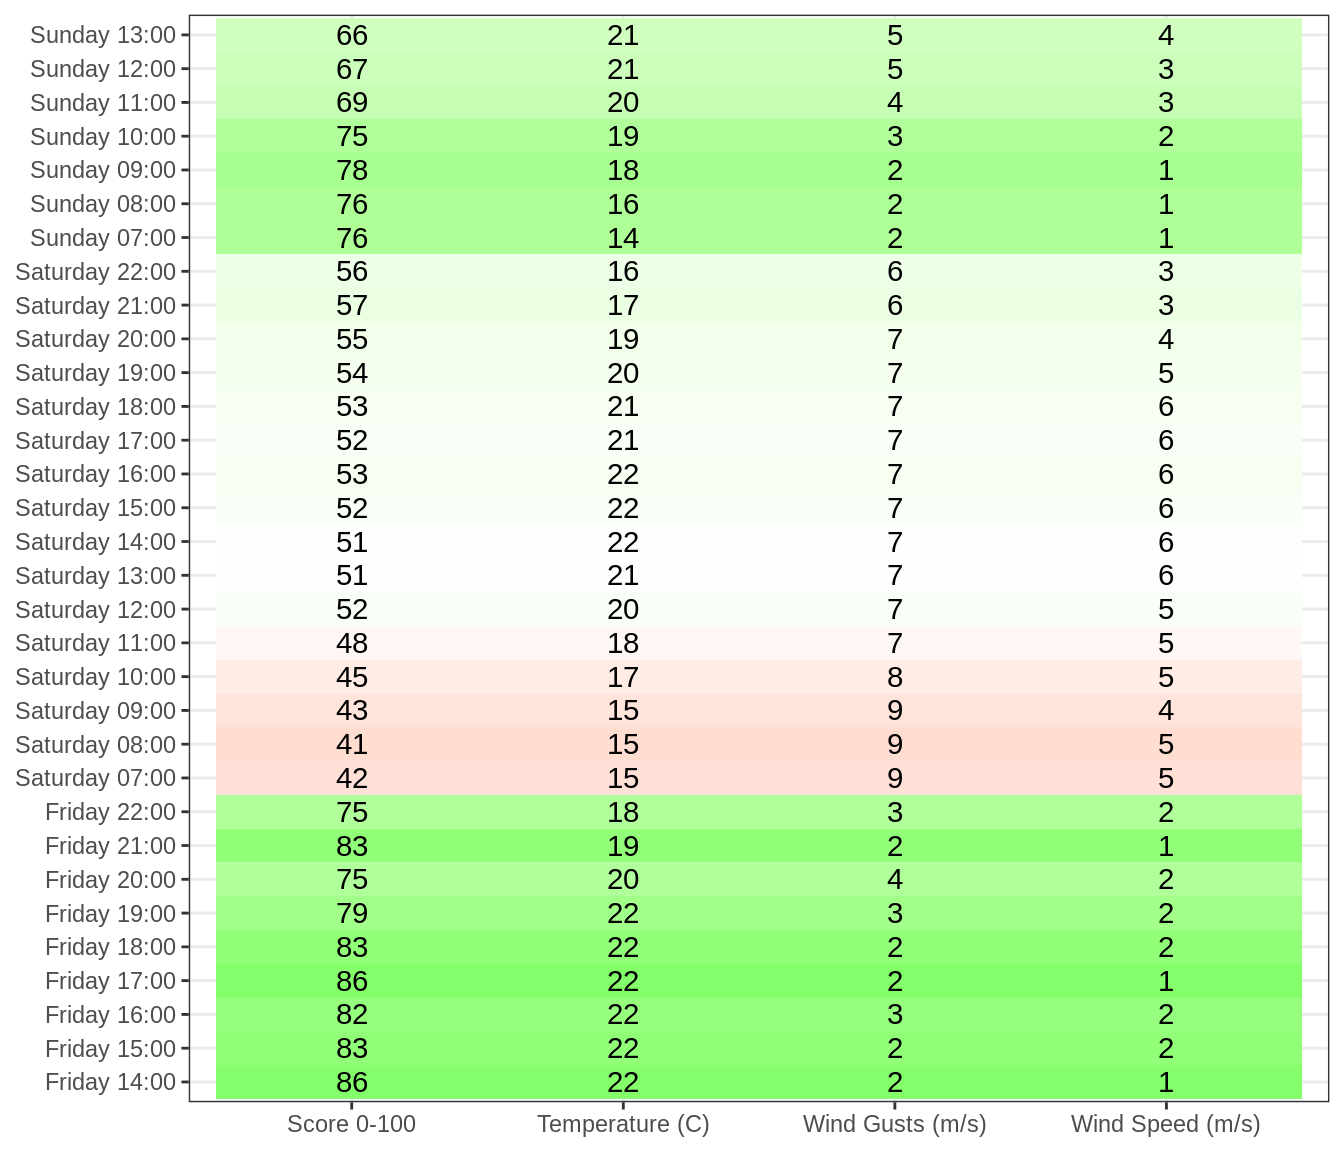 Sunday 13:00 66 21 5 4
Sunday 12:00 67 21 5 3
Sunday 11:00 69 20 4 3
Sunday 10:00 75 19 3 2
Sunday 09:00 78 18 2 1
Sunday 08:00 76 16 2 1
Sunday 07:00 76 14 2 1
Saturday 22:00 56 16 6 3
Saturday 21:00 57 17 6 3
Saturday 20:00 55 19 7 4
Saturday 19:00 54 20 7 5
Saturday 18:00 53 21 7 6
Saturday 17:00 52 21 7 6
Saturday 16:00 53 22 7 6
Saturday 15:00 52 22 7 6
Saturday 14:00 51 22 7 6
Saturday 13:00 51 21 7 6
Saturday 12:00 52 20 7 5
Saturday 11:00 48 18 7 5
Saturday 10:00 45 17 8 5
Saturday 09:00 43 15 9 4
Saturday 08:00 41 15 9 5
Saturday 07:00 42 15 9 5
Friday 22:00 75 18 3 2
Friday 21:00 83 19 2 1
Friday 20:00 75 20 4 2
Friday 19:00 79 22 3 2
Friday 18:00 83 22 2 2
Friday 17:00 86 22 2 1
Friday 16:00 82 22 3 2
Friday 15:00 83 22 2 2
Friday 14:00 86 22 2 1
Score 0-100 Temperature (C) Wind Gusts (m/s) Wind Speed (m/s)